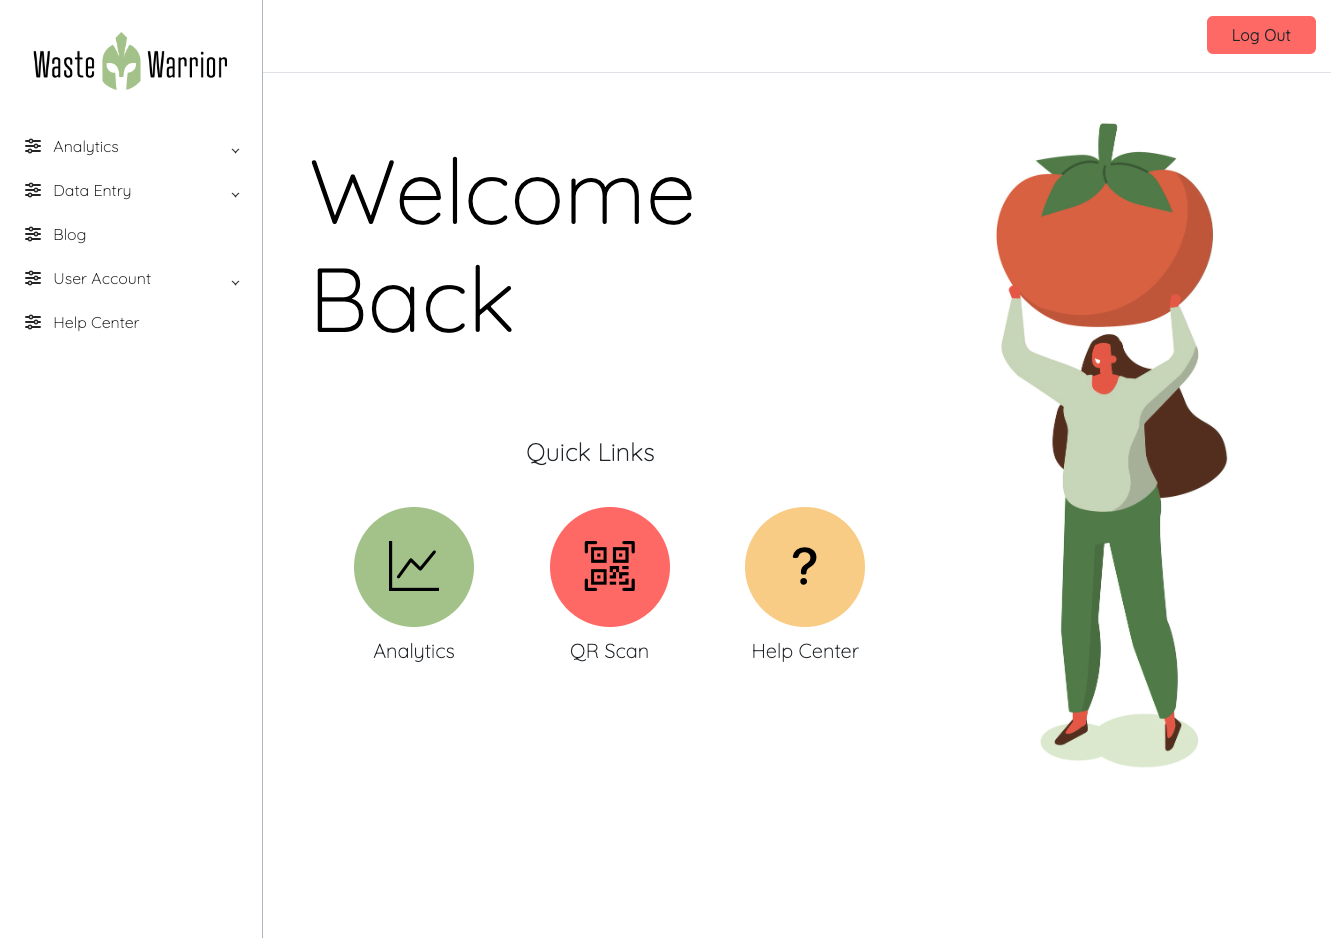 Waste Warrior
Log Out
Analytics
Data Entry
Blog
User Account
Help Center
Welcome
Back
Quick Links
?
Analytics
QR Scan
Help Center